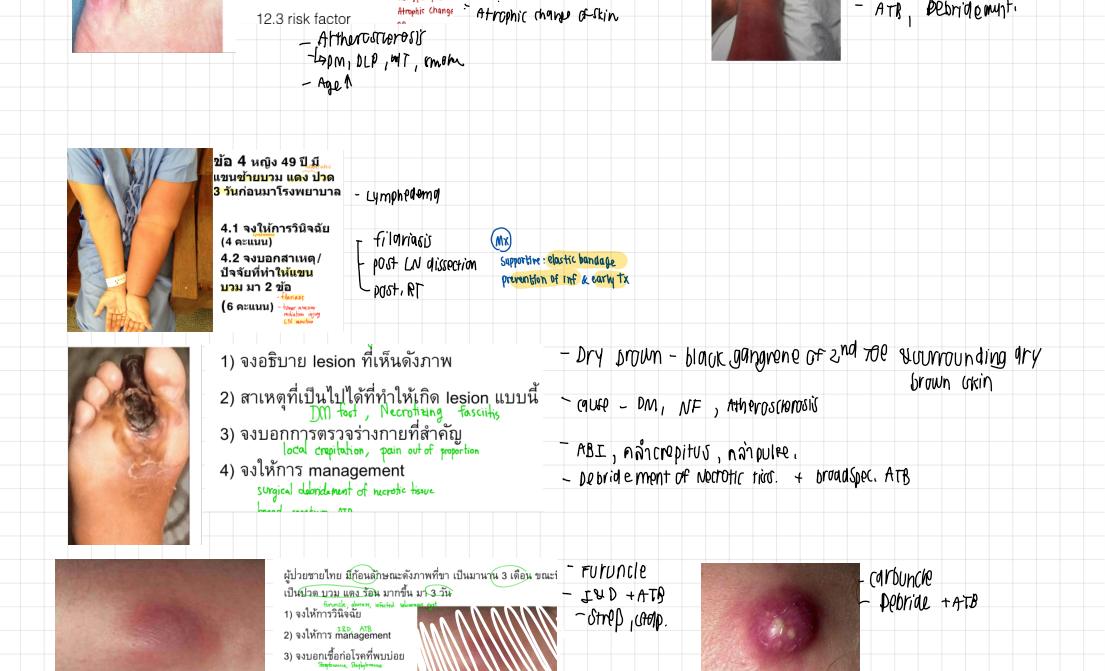 Atrophic change
- Atrophic change of skin
- ATB, Debridement.
12.3 risk factor
- Atherosclerosis
↳ DM, DLP, HT, smoke
- Age ↑
ข้อ 4 หญิง 49 ปี มี
แขนซ้ายบวม แดง ปวด
3 วันก่อนมาโรงพยาบาล
4.1 จงให้การวินิจฉัย
(4 คะแนน)
4.2 จงบอกสาเหตุ/
ปัจจัยที่ทำให้แขน
บวม มา 2 ข้อ
(6 คะแนน)
- filariasis
- Lymphedema
filariasis
post LN dissection
post. RT
Mx
supportive : elastic bandage
prevention of inf & early Tx
1) จงอธิบาย lesion ที่เห็นดังภาพ
2) สาเหตุที่เป็นไปได้ที่ทำให้เกิด lesion แบบนี้
DM foot, Necrotizing fasciitis
3) จงบอกการตรวจร่างกายที่สำคัญ
local crepitation, pain out of proportion
4) จงให้การ management
surgical debridement of necrotic tissue
- Dry brown - black gangrene of 2nd Toe & surrounding dry
brown skin
- cause - DM, NF, Atherosclerosis
- ABI, คลำ crepitus, คลำ pulse.
- Debridement of Necrotic tiss. + broad spec. ATB
ผู้ป่วยชายไทย มีก้อนลักษณะดังภาพที่ขา เป็นมานาน 3 เดือน ขณะ
เป็นปวด บวม แดง ร้อน มากขึ้น มา 3 วัน
1) จงให้การวินิจฉัย
I&D, ATB
2) จงให้การ management
3) จงบอกเชื้อก่อโรคที่พบบ่อย
- Furuncle
- I&D + ATB
- Strep, staph.
- carbuncle
- Debride + ATB